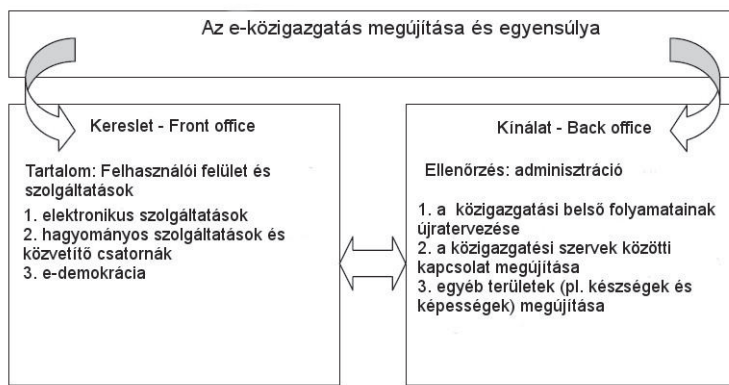 Az e-közigazgatás megújítása és egyensúlya
Kereslet - Front office
Tartalom: Felhasználói felület és
szolgáltatások
1. elektronikus szolgáltatások
2. hagyományos szolgáltatások és
közvetítő csatornák
3. e-demokrácia
Kínálat - Back office
Ellenőrzés: adminisztráció
1. a közigazgatási belső folyamatainak
újratervezése
2. a közigazgatési szervek közötti
kapcsolat megújítása
3. egyéb területek (pl. készségek és
képességek) megújítása